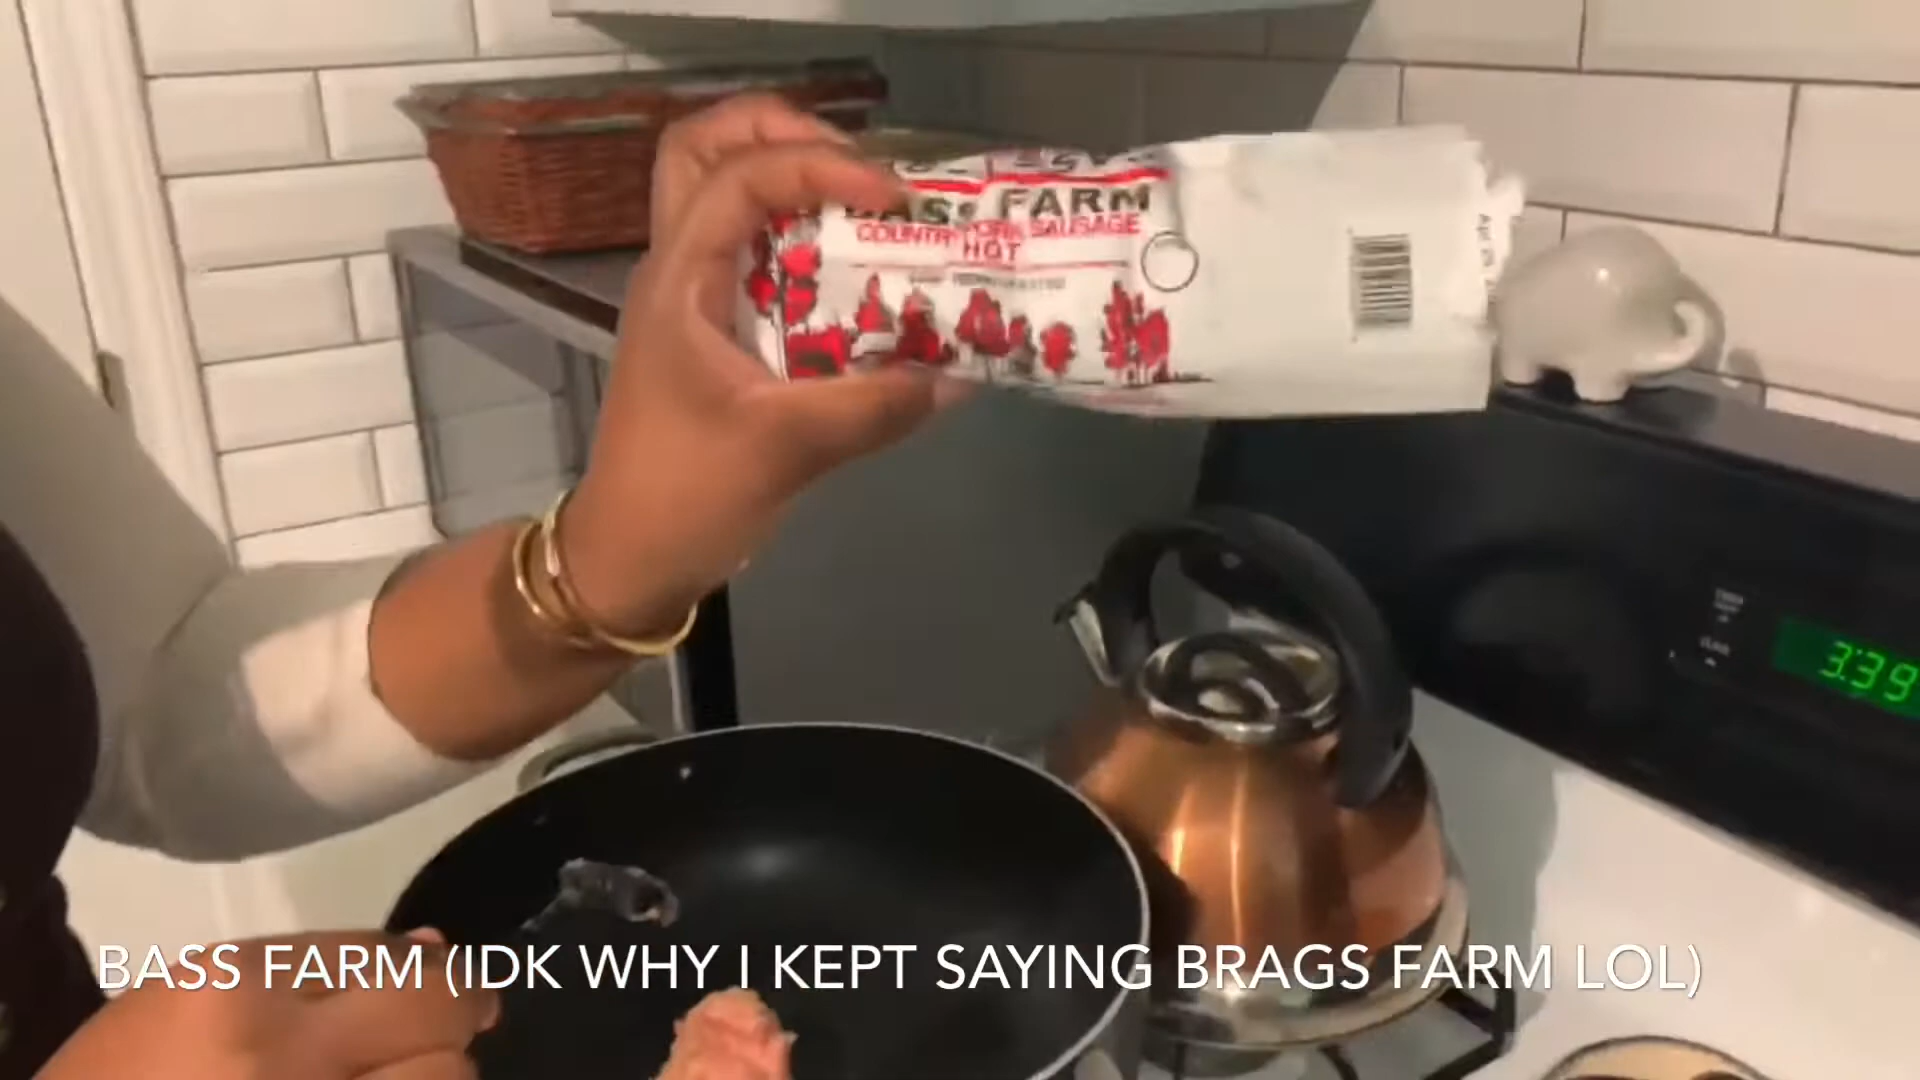 BASS FARM
COUNTRY PORK SAUSAGE
HOT
3:39
BASS FARM (IDK WHY I KEPT SAYING BRAGS FARM LOL)